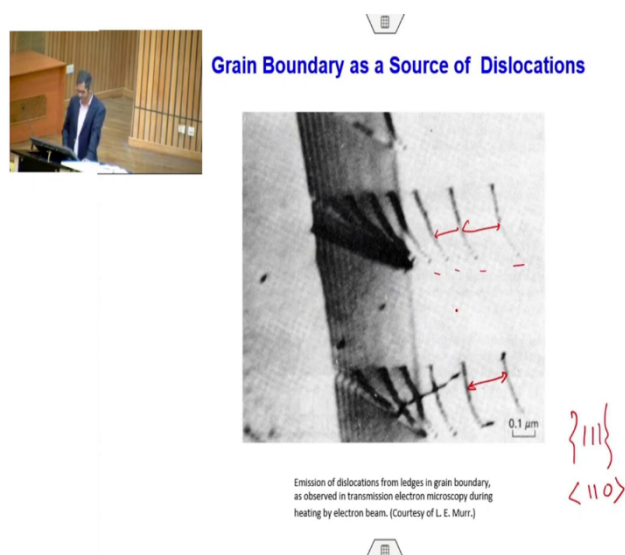 Grain Boundary as a Source of Dislocations
0.1 μm
{111}
<110>
Emission of dislocations from ledges in grain boundary,
as observed in transmission electron microscopy during
heating by electron beam. (Courtesy of L. E. Murr.)